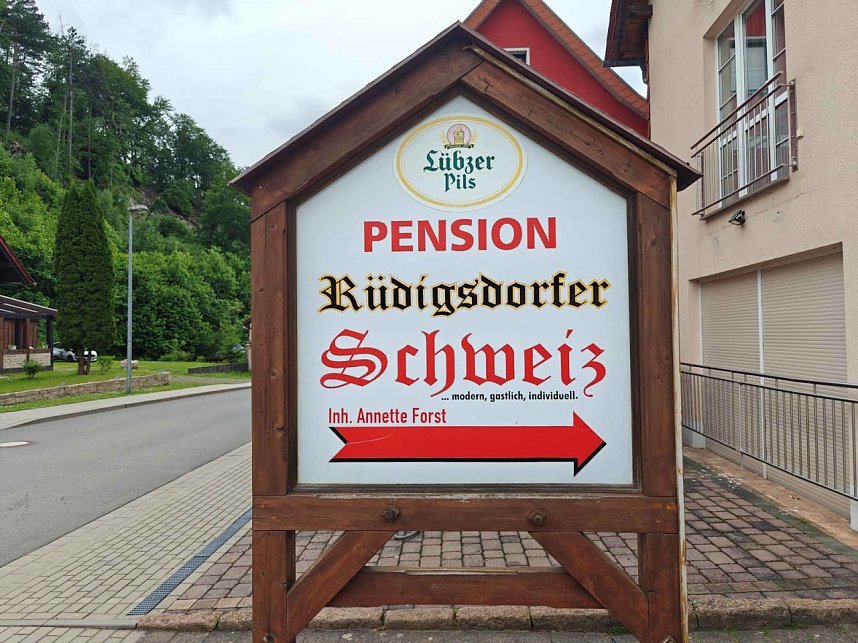 Lübzer
Pils
PENSION
Rüdigsdorfer
Schweiz
... modern, gastlich, individuell.
Inh. Annette Forst